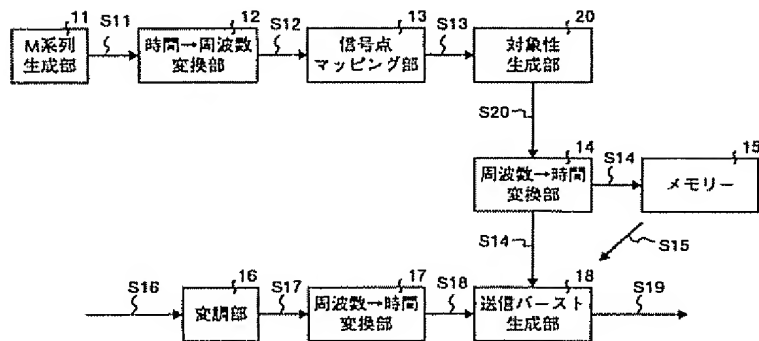 11
S11
12
S12
13
S13
20
M系列
生成部
時間→周波数
変換部
信号点
マッピング部
対象性
生成部
S20
14
S14
15
周波数→時間
変換部
メモリー
S14
S15
S16
16
S17
17
S18
18
S19
変調部
周波数→時間
変換部
送信バースト
生成部